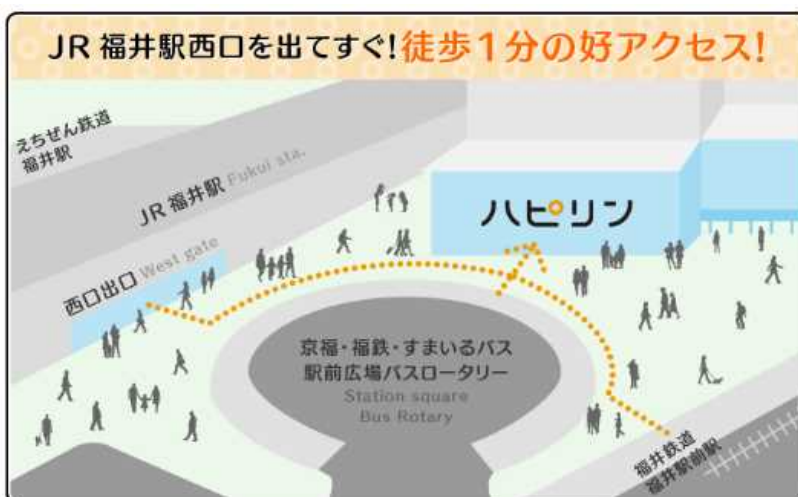 JR 福井駅西口を出てすぐ!徒歩1分の好アクセス!
えちぜん鉄道
福井駅
JR 福井駅 Fukui sta.
西口出口 West gate
ハピリン
京福・福鉄・すまいるバス
駅前広場バスロータリー
Station square
Bus Rotary
福井鉄道
福井駅前駅